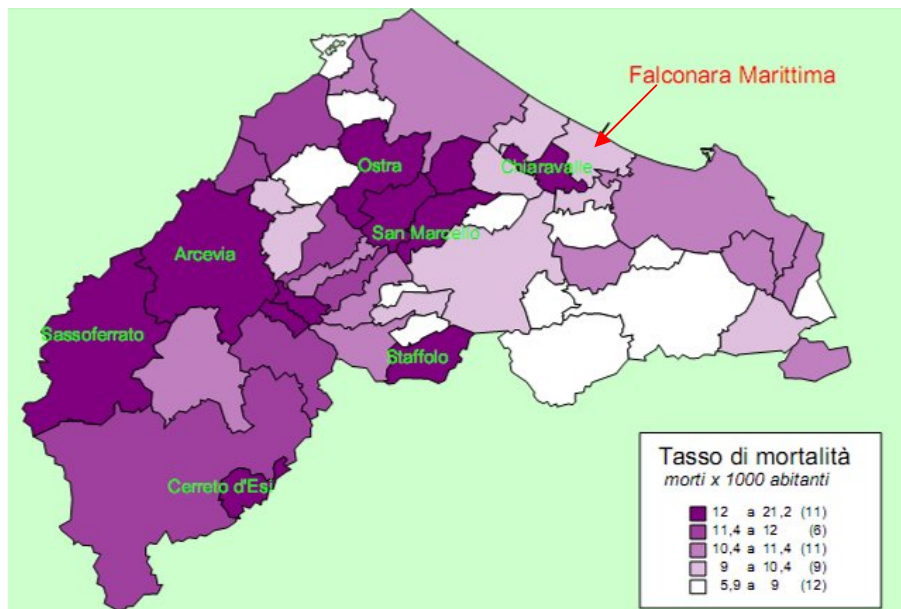 Falconara Marittima
Ostra
Chiaravalle
San Marcello
Arcevia
Sassoferrato
Staffolo
Cerreto d'Esi
Tasso di mortalità
morti x 1000 abitanti
12 a 21,2 (11)
11,4 a 12 (6)
10,4 a 11,4 (11)
9 a 10,4 (9)
5,9 a 9 (12)